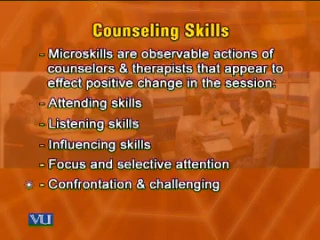 Counseling Skills
- Microskills are observable actions of
counselors & therapists that appear to
effect positive change in the session:
- Attending skills
- Listening skills
- Influencing skills
- Focus and selective attention
- Confrontation & challenging
VU